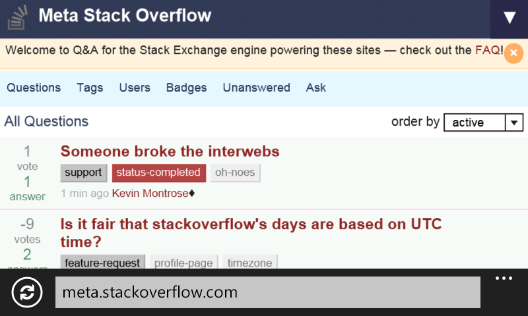 Meta Stack Overflow
Welcome to Q&A for the Stack Exchange engine powering these sites — check out the FAQ!
Questions Tags Users Badges Unanswered Ask
All Questions order by active
1
vote
1
answer
Someone broke the interwebs
support status-completed oh-noes
1 min ago Kevin Montrose♦
-9
votes
2
answers
Is it fair that stackoverflow's days are based on UTC
time?
feature-request profile-page timezone
meta.stackoverflow.com